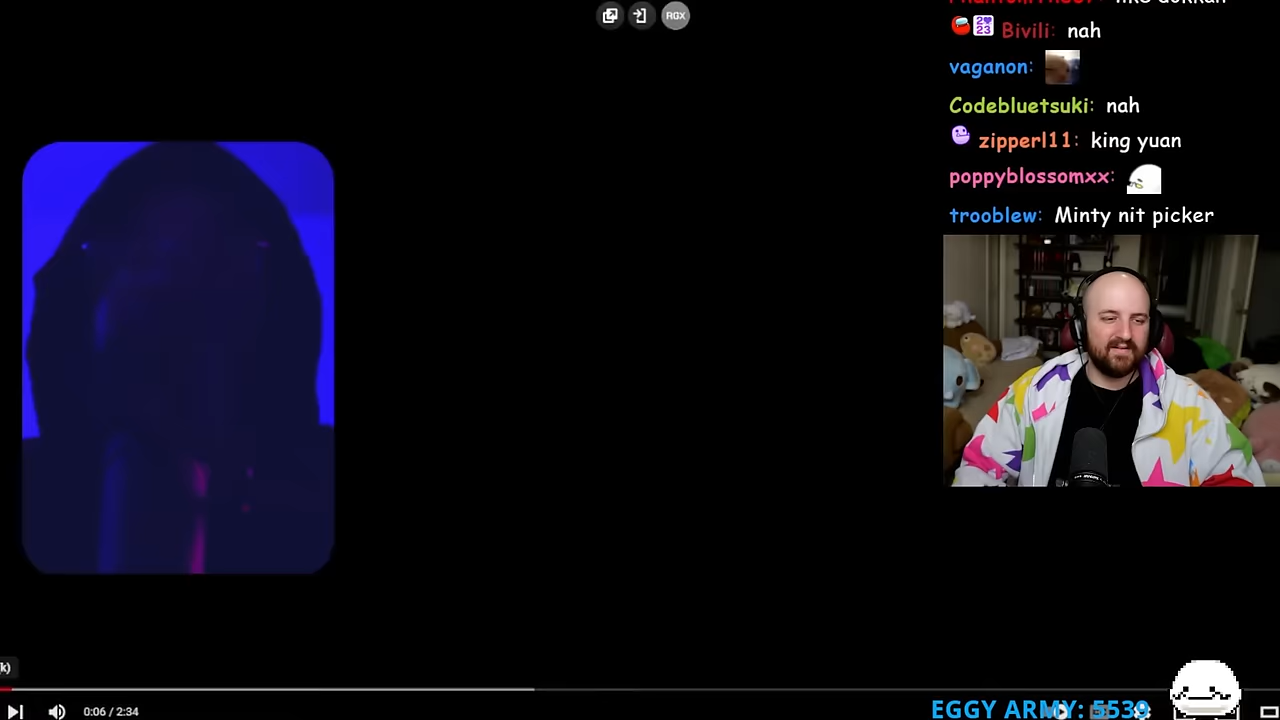 RGX
Bivili: nah
vaganon:
Codebluetsuki: nah
zipperl11: king yuan
poppyblossomxx:
trooblew: Minty nit picker
k)
0:06 / 2:34
EGGY ARMY: 5539